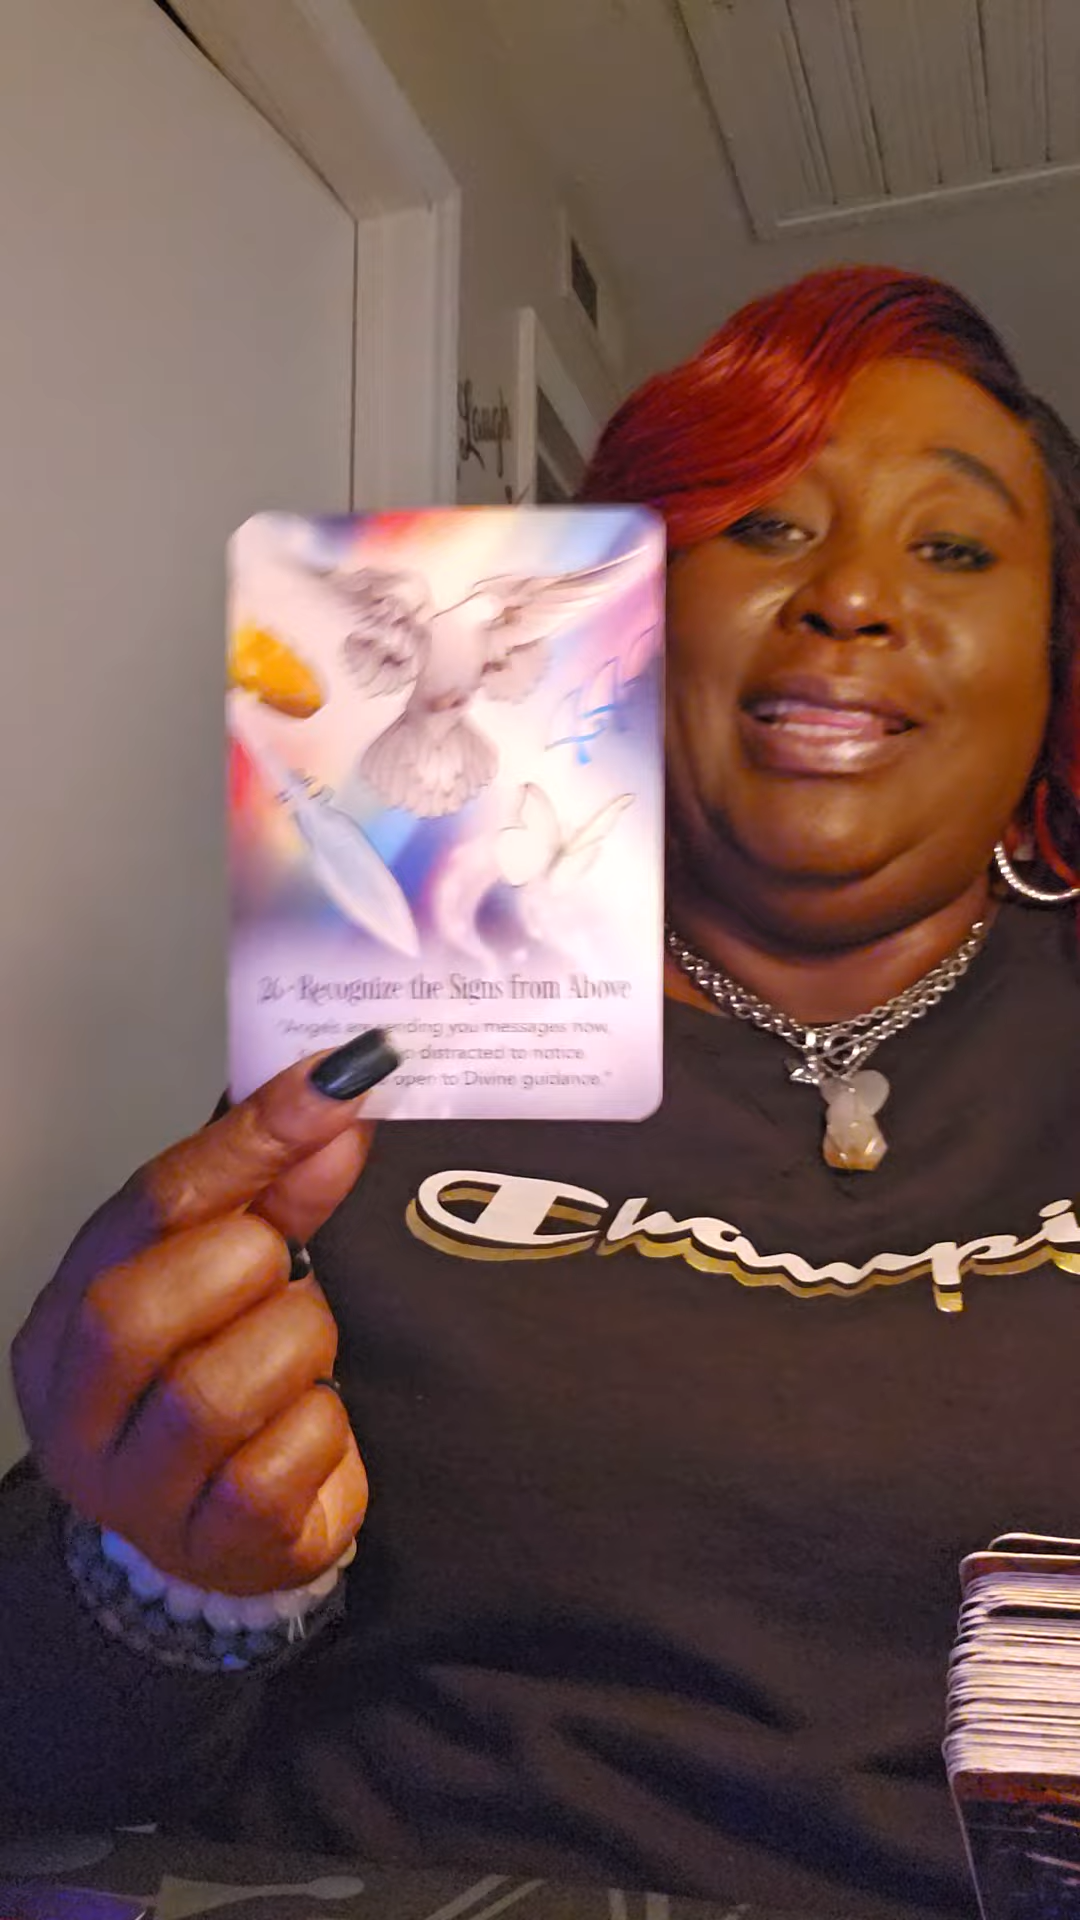 Laugh
26 - Recognize the Signs from Above
"Angels are sending you messages now,
distracted to notice.
open to Divine guidance."
Champi